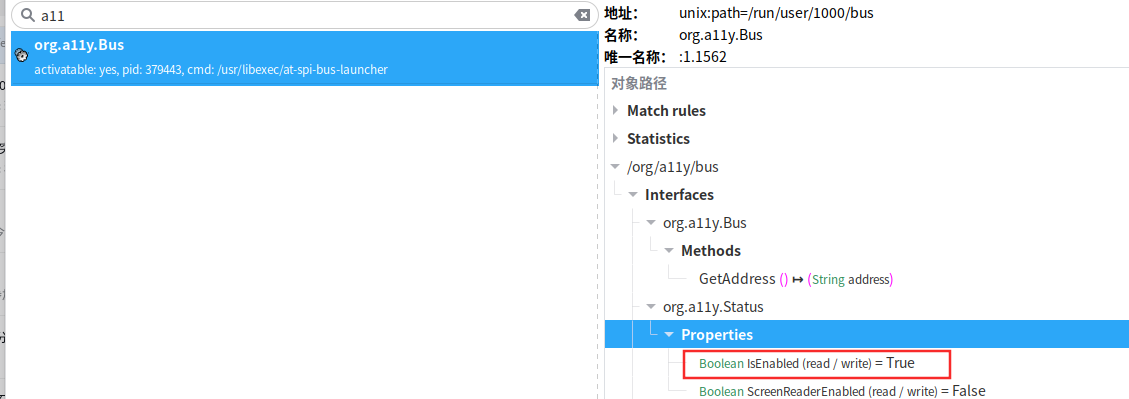 a11
org.a11y.Bus
activatable: yes, pid: 379443, cmd: /usr/libexec/at-spi-bus-launcher
地址： unix:path=/run/user/1000/bus
名称： org.a11y.Bus
唯一名称： :1.1562
对象路径
Match rules
Statistics
/org/a11y/bus
Interfaces
org.a11y.Bus
Methods
GetAddress () ↦ (String address)
org.a11y.Status
Properties
Boolean IsEnabled (read / write) = True
Boolean ScreenReaderEnabled (read / write) = False